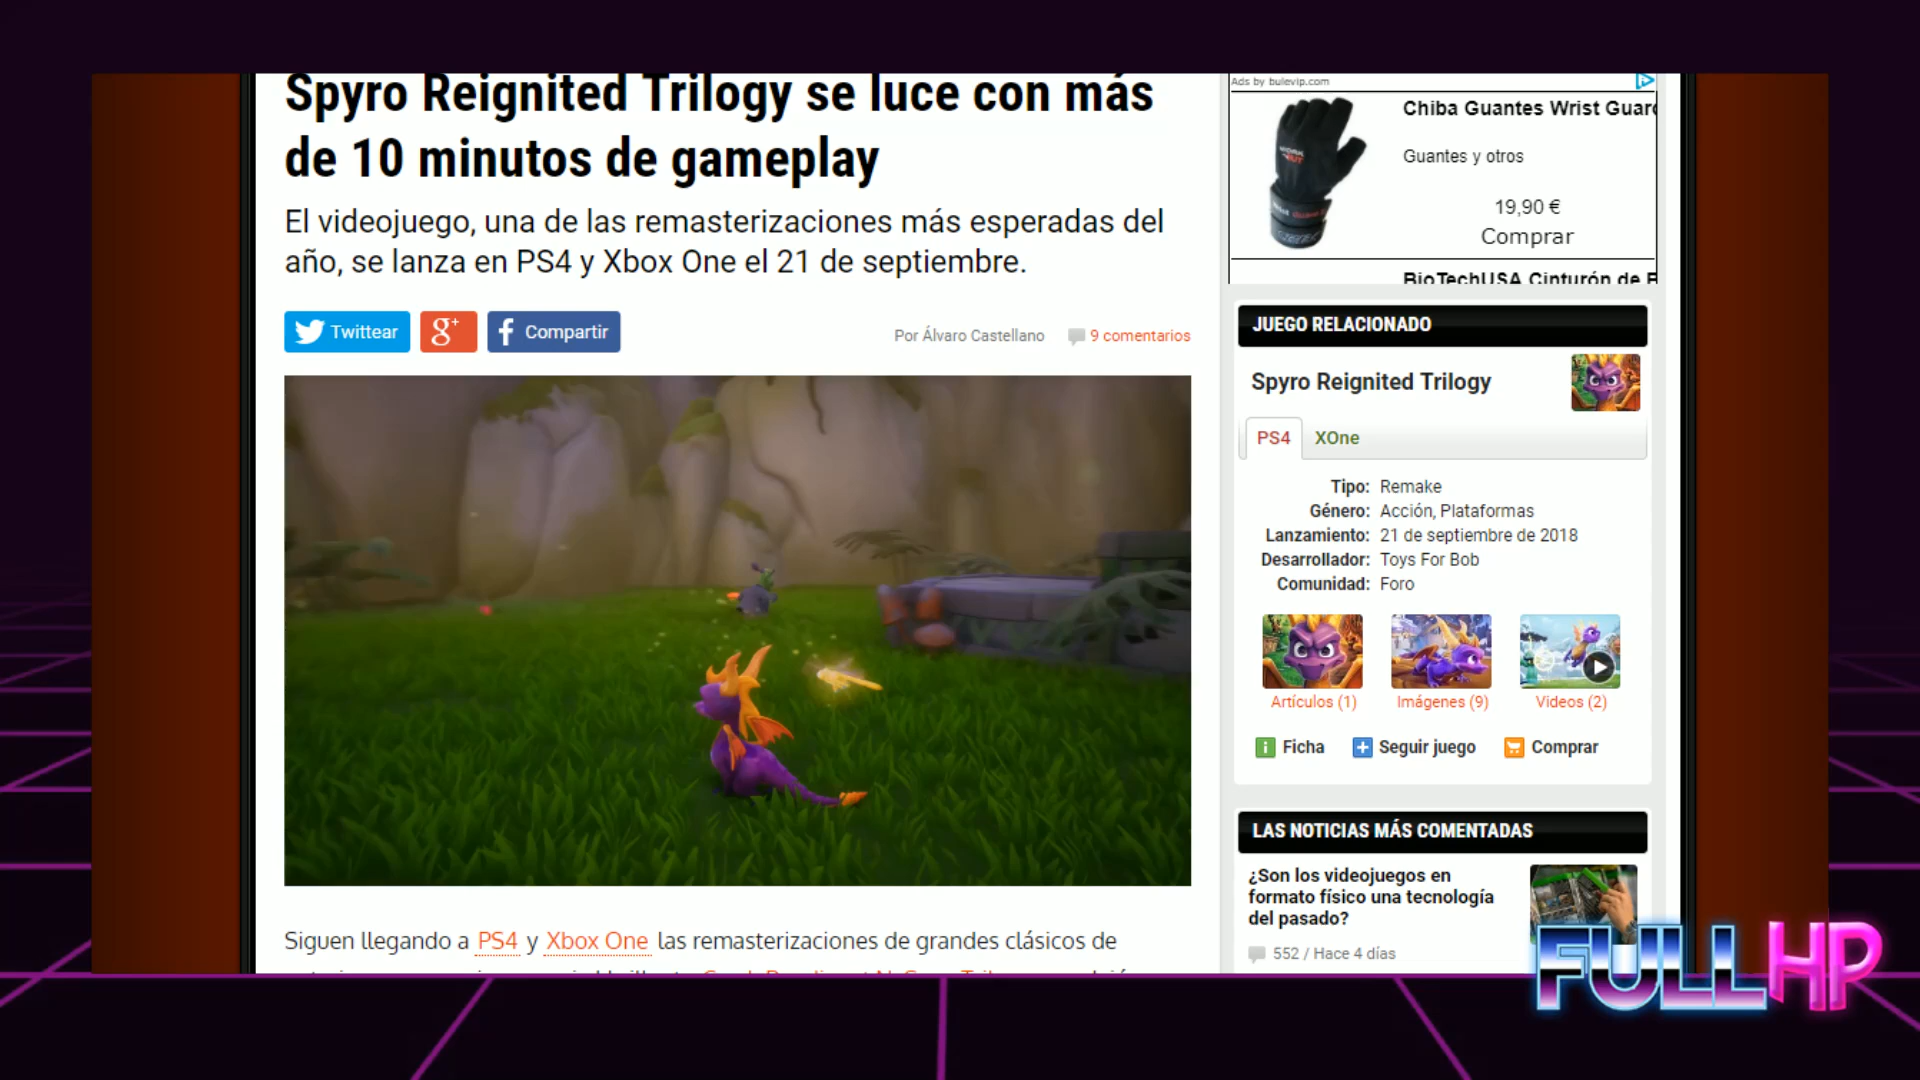 Spyro Reignited Trilogy se luce con más
de 10 minutos de gameplay
El videojuego, una de las remasterizaciones más esperadas del
año, se lanza en PS4 y Xbox One el 21 de septiembre.
Twittear
g+
Compartir
Por Álvaro Castellano
9 comentarios
Siguen llegando a PS4 y Xbox One las remasterizaciones de grandes clásicos de
Ads by bulevip.com
Chiba Guantes Wrist Guar
Guantes y otros
19,90 €
Comprar
BioTechUSA Cinturón de
JUEGO RELACIONADO
Spyro Reignited Trilogy
PS4 XOne
Tipo: Remake
Género: Acción, Plataformas
Lanzamiento: 21 de septiembre de 2018
Desarrollador: Toys For Bob
Comunidad: Foro
Artículos (1) Imágenes (9) Videos (2)
Ficha Seguir juego Comprar
LAS NOTICIAS MÁS COMENTADAS
¿Son los videojuegos en
formato físico una tecnología
del pasado?
552 / Hace 4 días
FULL HP